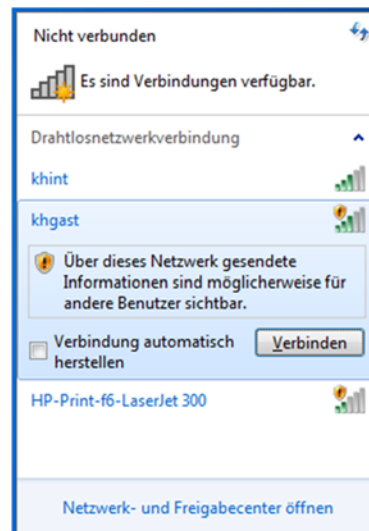 Nicht verbunden
Es sind Verbindungen verfügbar.
Drahtlosnetzwerkverbindung
khint
khgast
Über dieses Netzwerk gesendete
Informationen sind möglicherweise für
andere Benutzer sichtbar.
Verbindung automatisch
herstellen
Verbinden
HP-Print-f6-LaserJet 300
Netzwerk- und Freigabecenter öffnen